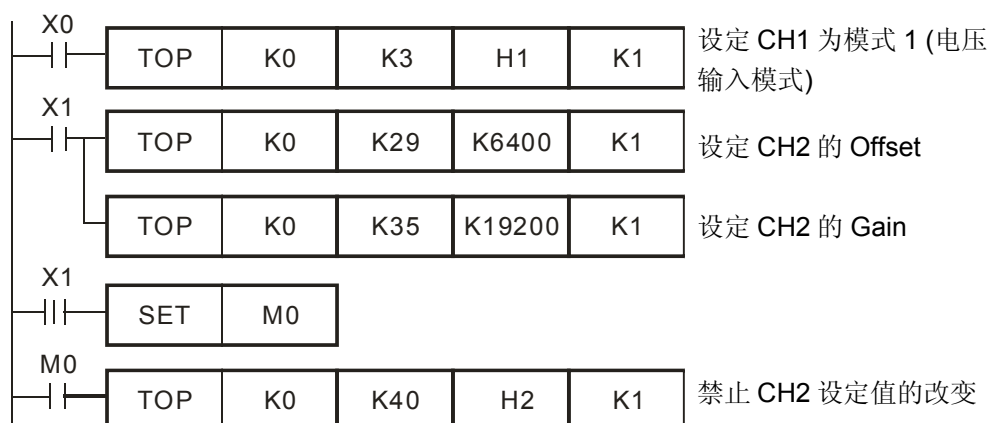 X0
TOP K0 K3 H1 K1 设定 CH1 为模式 1 (电压
输入模式)
X1
TOP K0 K29 K6400 K1 设定 CH2 的 Offset
TOP K0 K35 K19200 K1 设定 CH2 的 Gain
X1
SET M0
M0
TOP K0 K40 H2 K1 禁止 CH2 设定值的改变